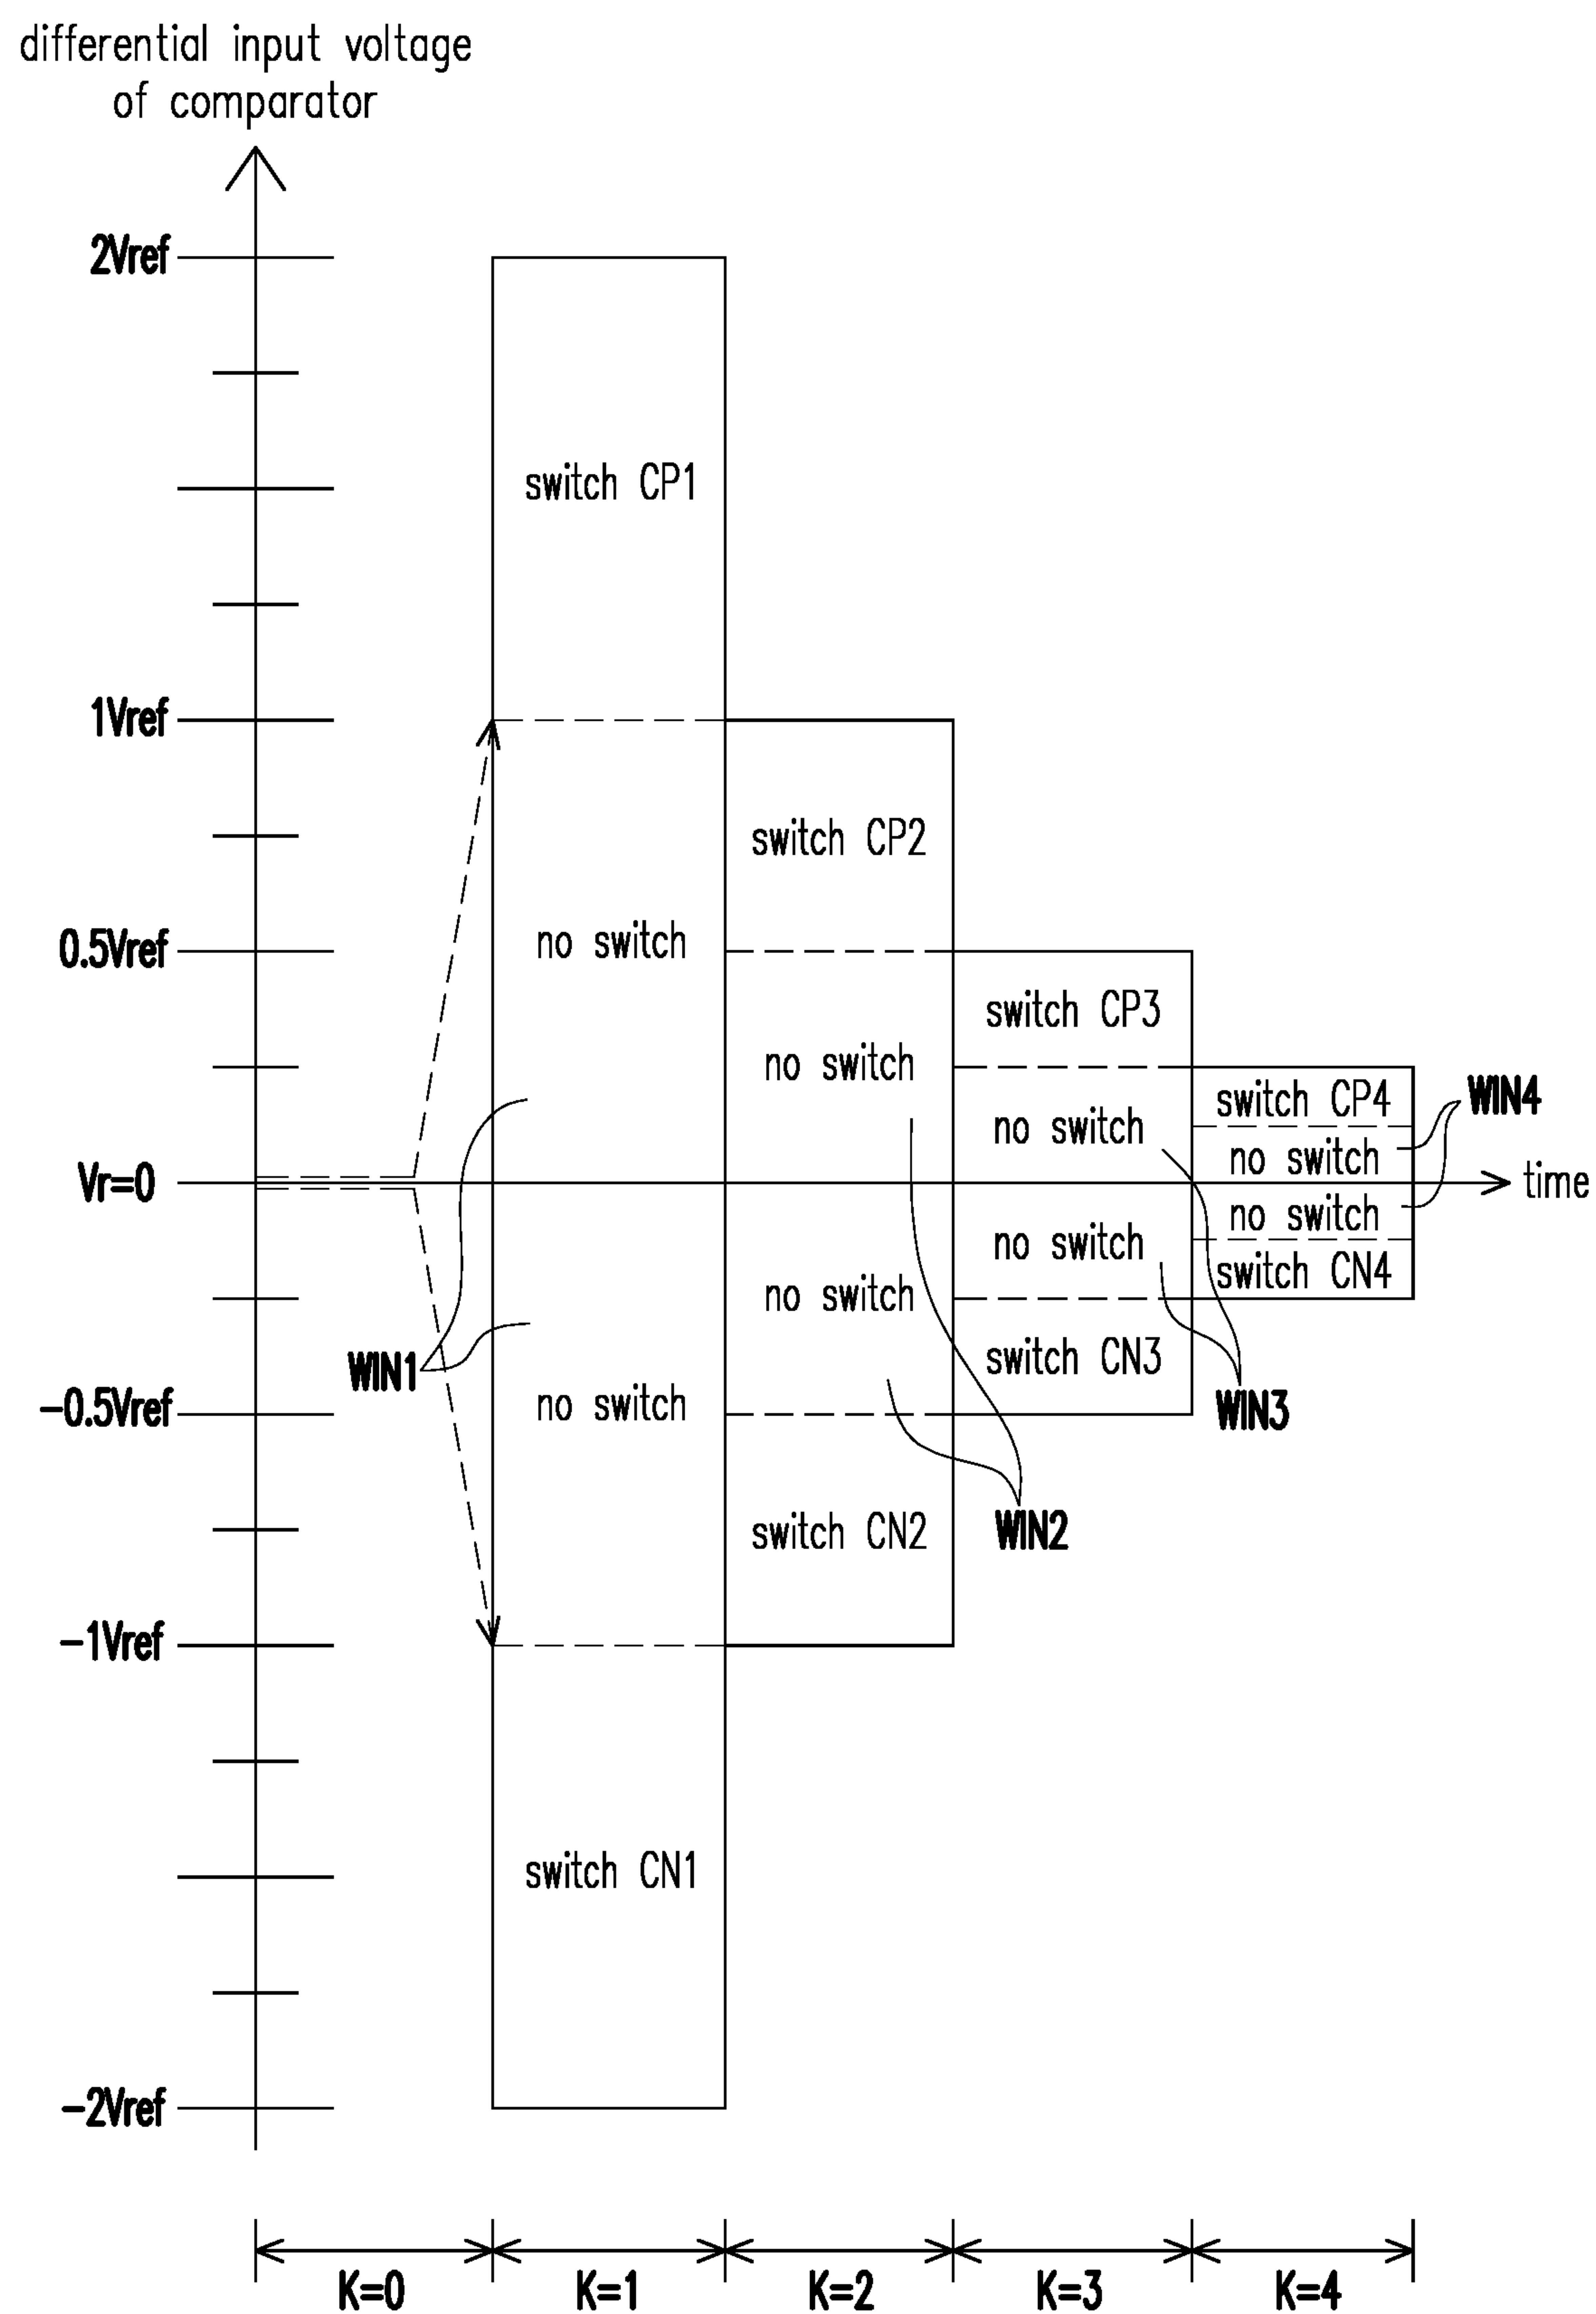 differential input voltage
of comparator
2Vref
switch CP1
1Vref
switch CP2
0.5Vref
no switch
switch CP3
no switch
switch CP4
WIN4
no switch
no switch
Vr=0
time
no switch
no switch
switch CN4
no switch
switch CN3
WIN1
WIN3
-0.5Vref
no switch
switch CN2
WIN2
-1Vref
switch CN1
-2Vref
K=0 K=1 K=2 K=3 K=4